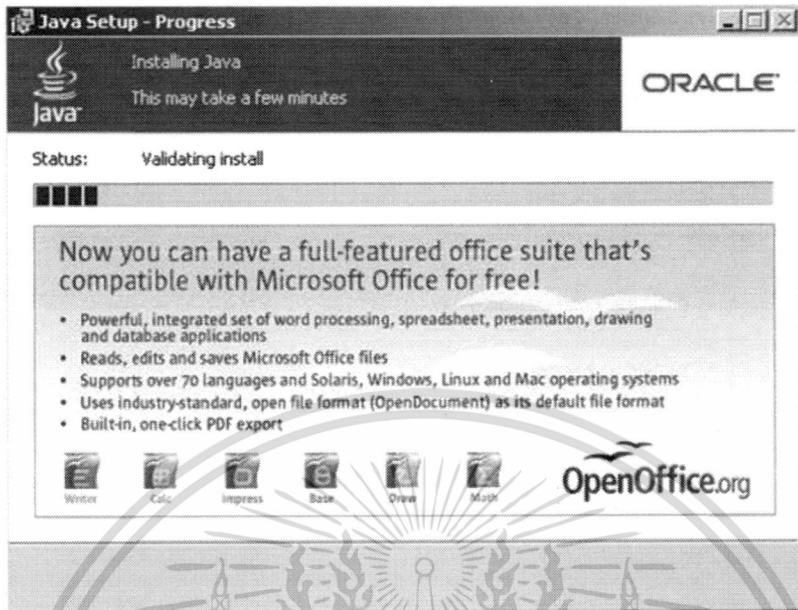 Java Setup - Progress
Installing Java
This may take a few minutes
Java
ORACLE
Status: Validating install
Now you can have a full-featured office suite that's
compatible with Microsoft Office for free!
• Powerful, integrated set of word processing, spreadsheet, presentation, drawing
and database applications
• Reads, edits and saves Microsoft Office files
• Supports over 70 languages and Solaris, Windows, Linux and Mac operating systems
• Uses industry-standard, open file format (OpenDocument) as its default file format
• Built-in, one-click PDF export
Writer Calc Impress Base Draw Math
OpenOffice.org